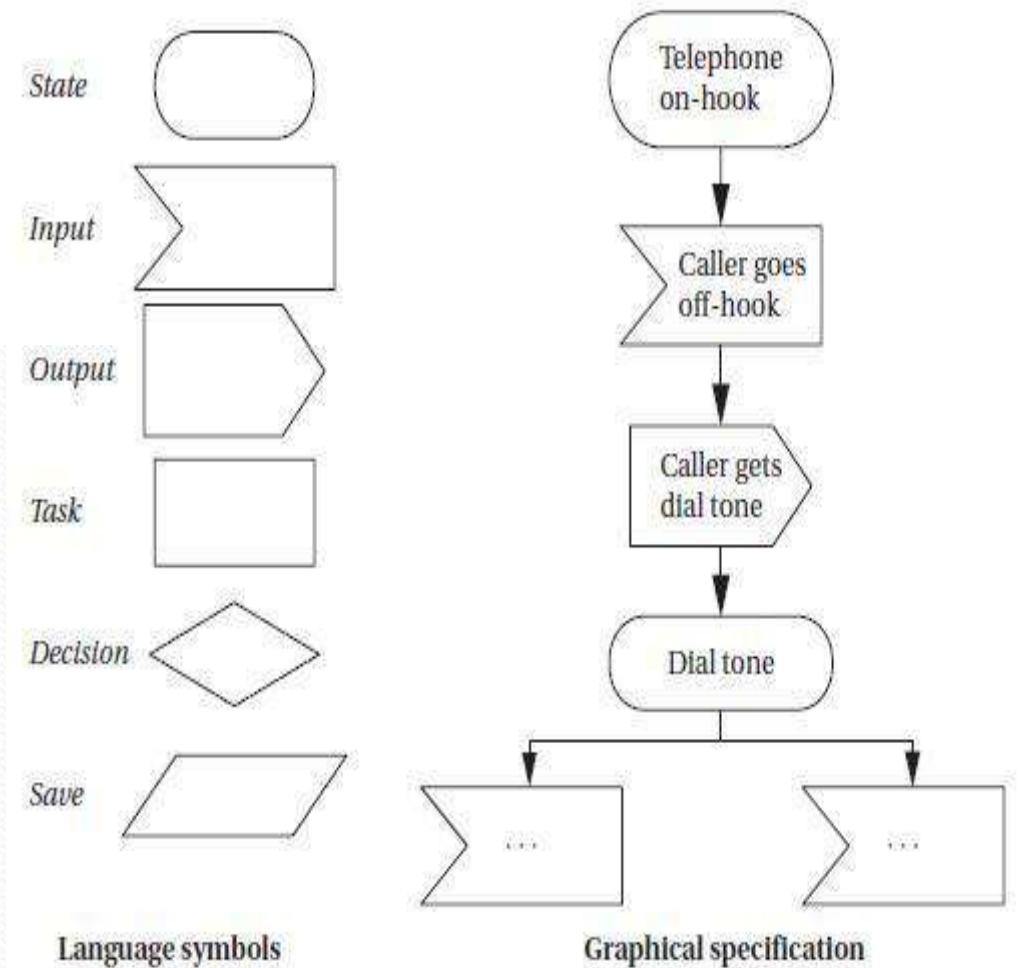 State
Input
Output
Task
Decision
Save
Language symbols
Telephone
on-hook
Caller goes
off-hook
Caller gets
dial tone
Dial tone
...
...
Graphical specification